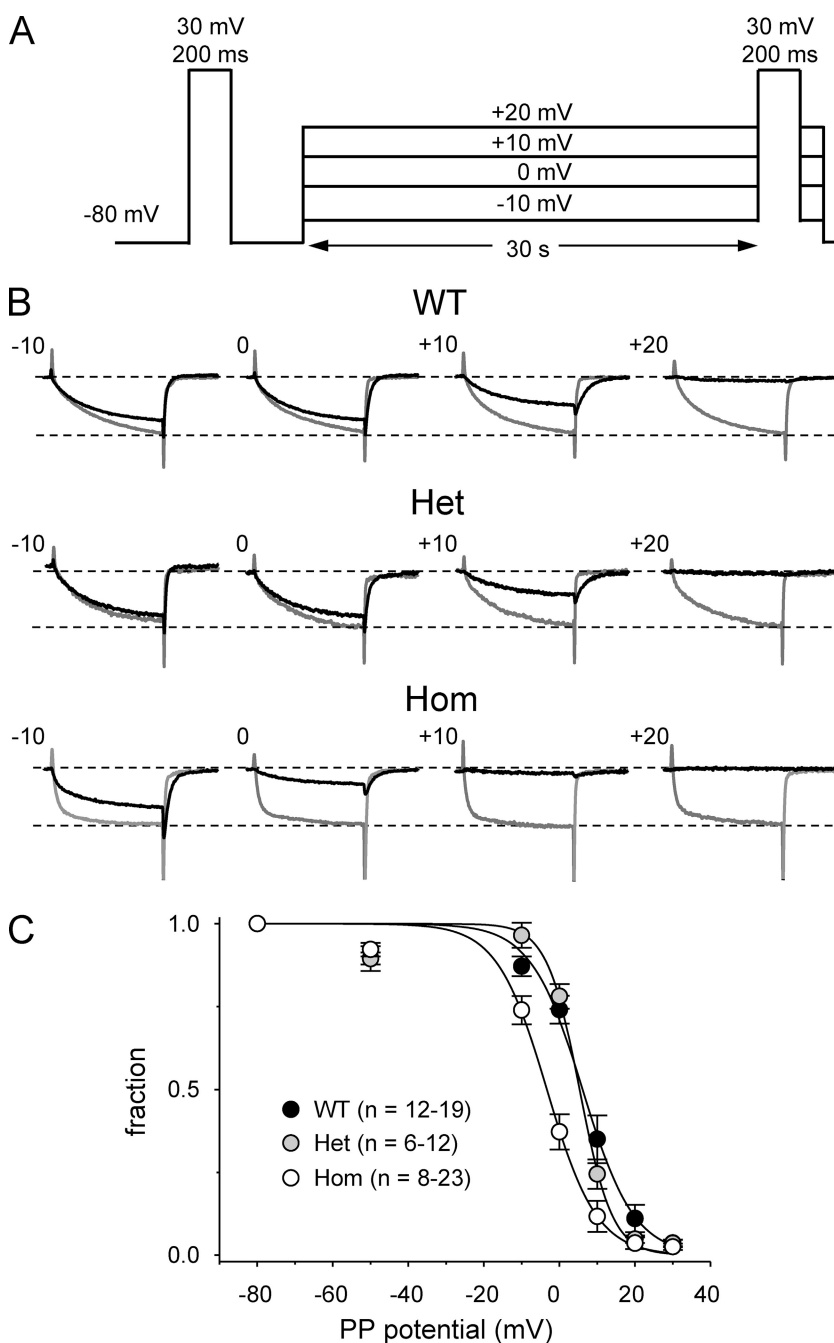 A
30 mV
200 ms
30 mV
200 ms
+20 mV
+10 mV
0 mV
-10 mV
-80 mV
30 s
B
WT
-10
0
+10
+20
Het
-10
0
+10
+20
Hom
-10
0
+10
+20
C
1.0
0.5
0.0
fraction
WT (n = 12-19)
Het (n = 6-12)
Hom (n = 8-23)
-80
-60
-40
-20
0
20
40
PP potential (mV)